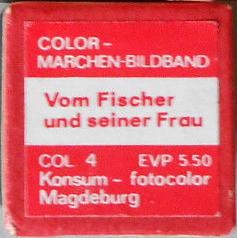 COLOR-
MARCHEN-BILDBAND
Vom Fischer
und seiner Frau
COL 4 EVP 5.50
Konsum - fotocolor
Magdeburg